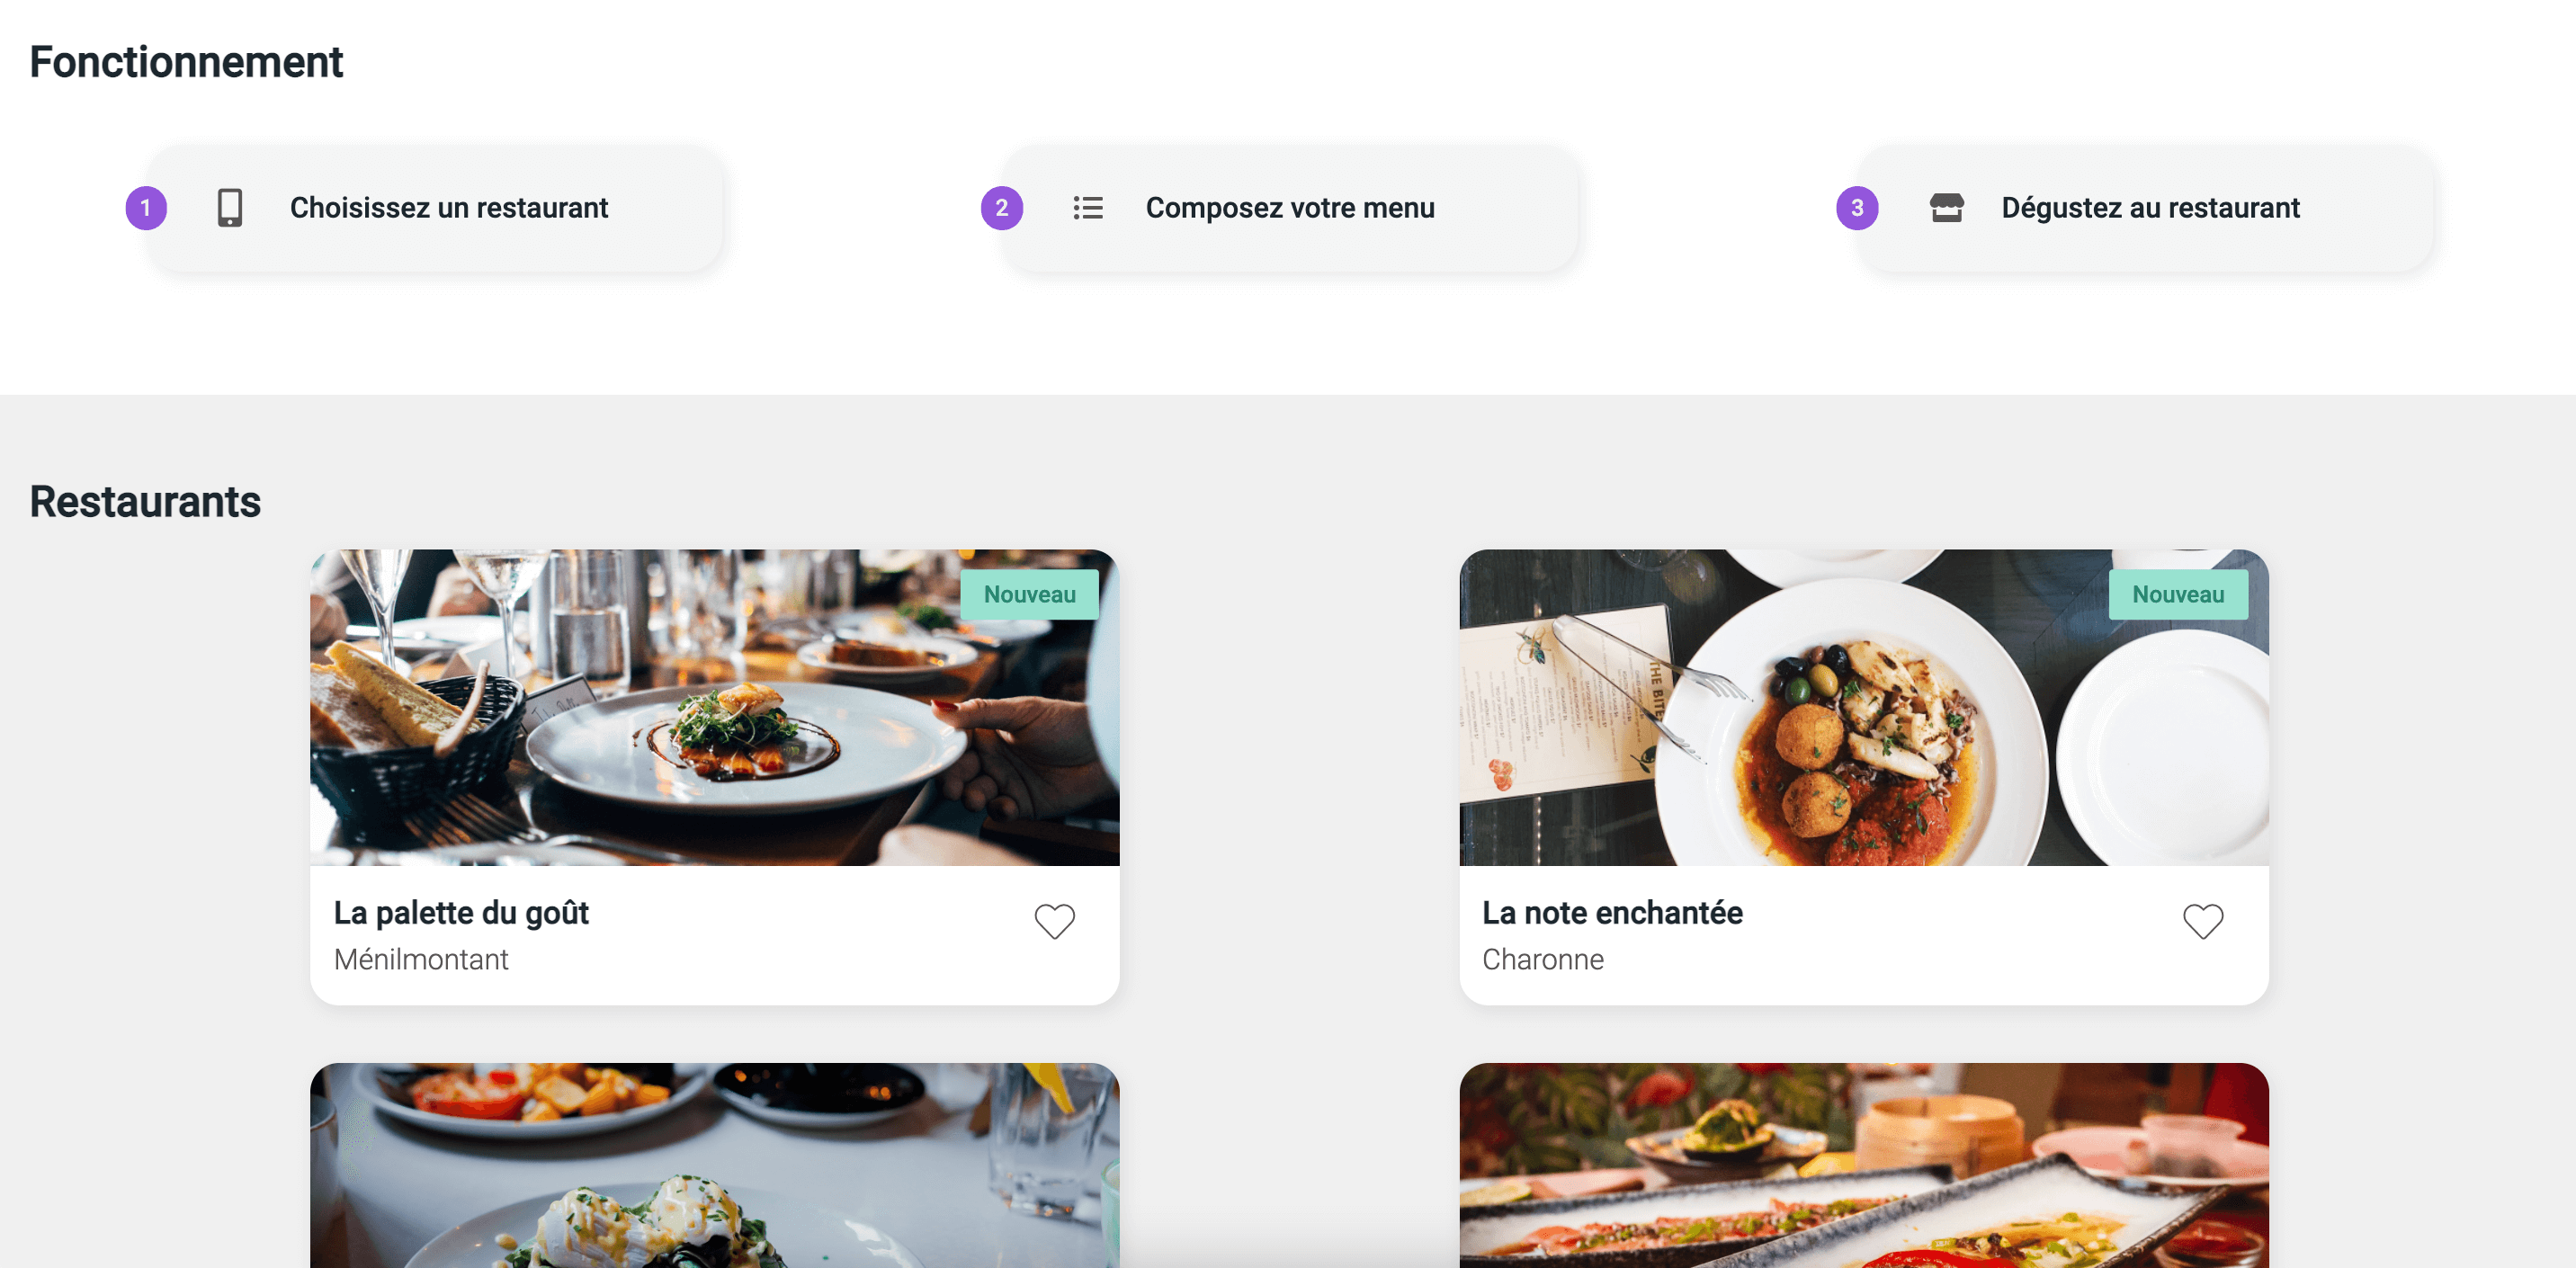 Fonctionnement
1 Choisissez un restaurant
2 Composez votre menu
3 Dégustez au restaurant
Restaurants
Nouveau
Nouveau
THE BITE
La palette du goût
Ménilmontant
La note enchantée
Charonne